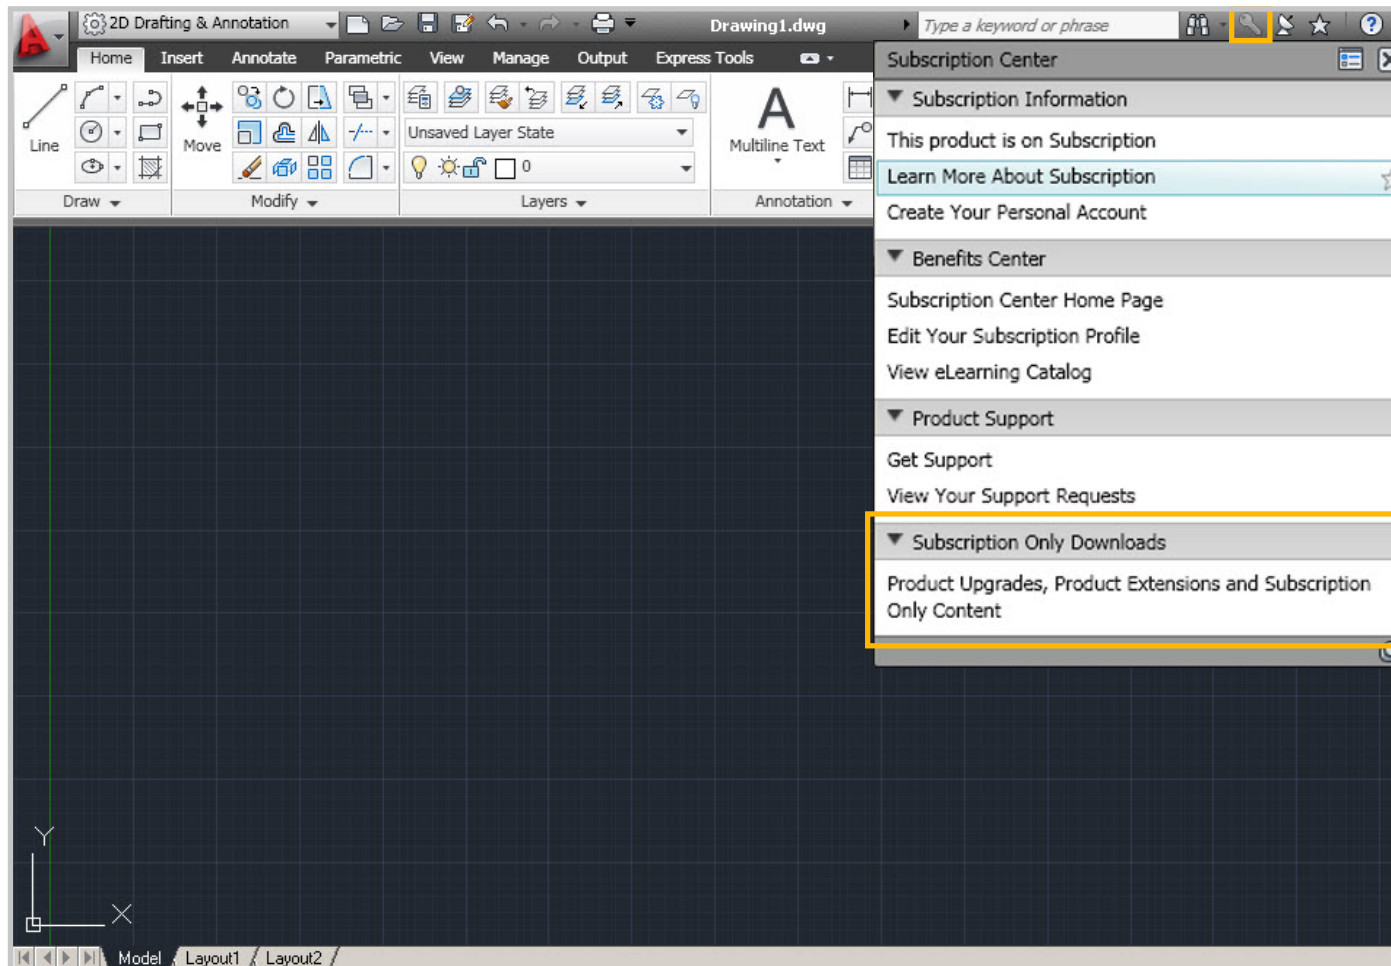 2D Drafting & Annotation
Drawing1.dwg
Type a keyword or phrase
?
Home Insert Annotate Parametric View Manage Output Express Tools
Line
Move
Unsaved Layer State
0
A
Multiline Text
Draw
Modify
Layers
Annotation
Subscription Center
Subscription Information
This product is on Subscription
Learn More About Subscription
Create Your Personal Account
Benefits Center
Subscription Center Home Page
Edit Your Subscription Profile
View eLearning Catalog
Product Support
Get Support
View Your Support Requests
Subscription Only Downloads
Product Upgrades, Product Extensions and Subscription
Only Content
Y
X
Model Layout1 Layout2